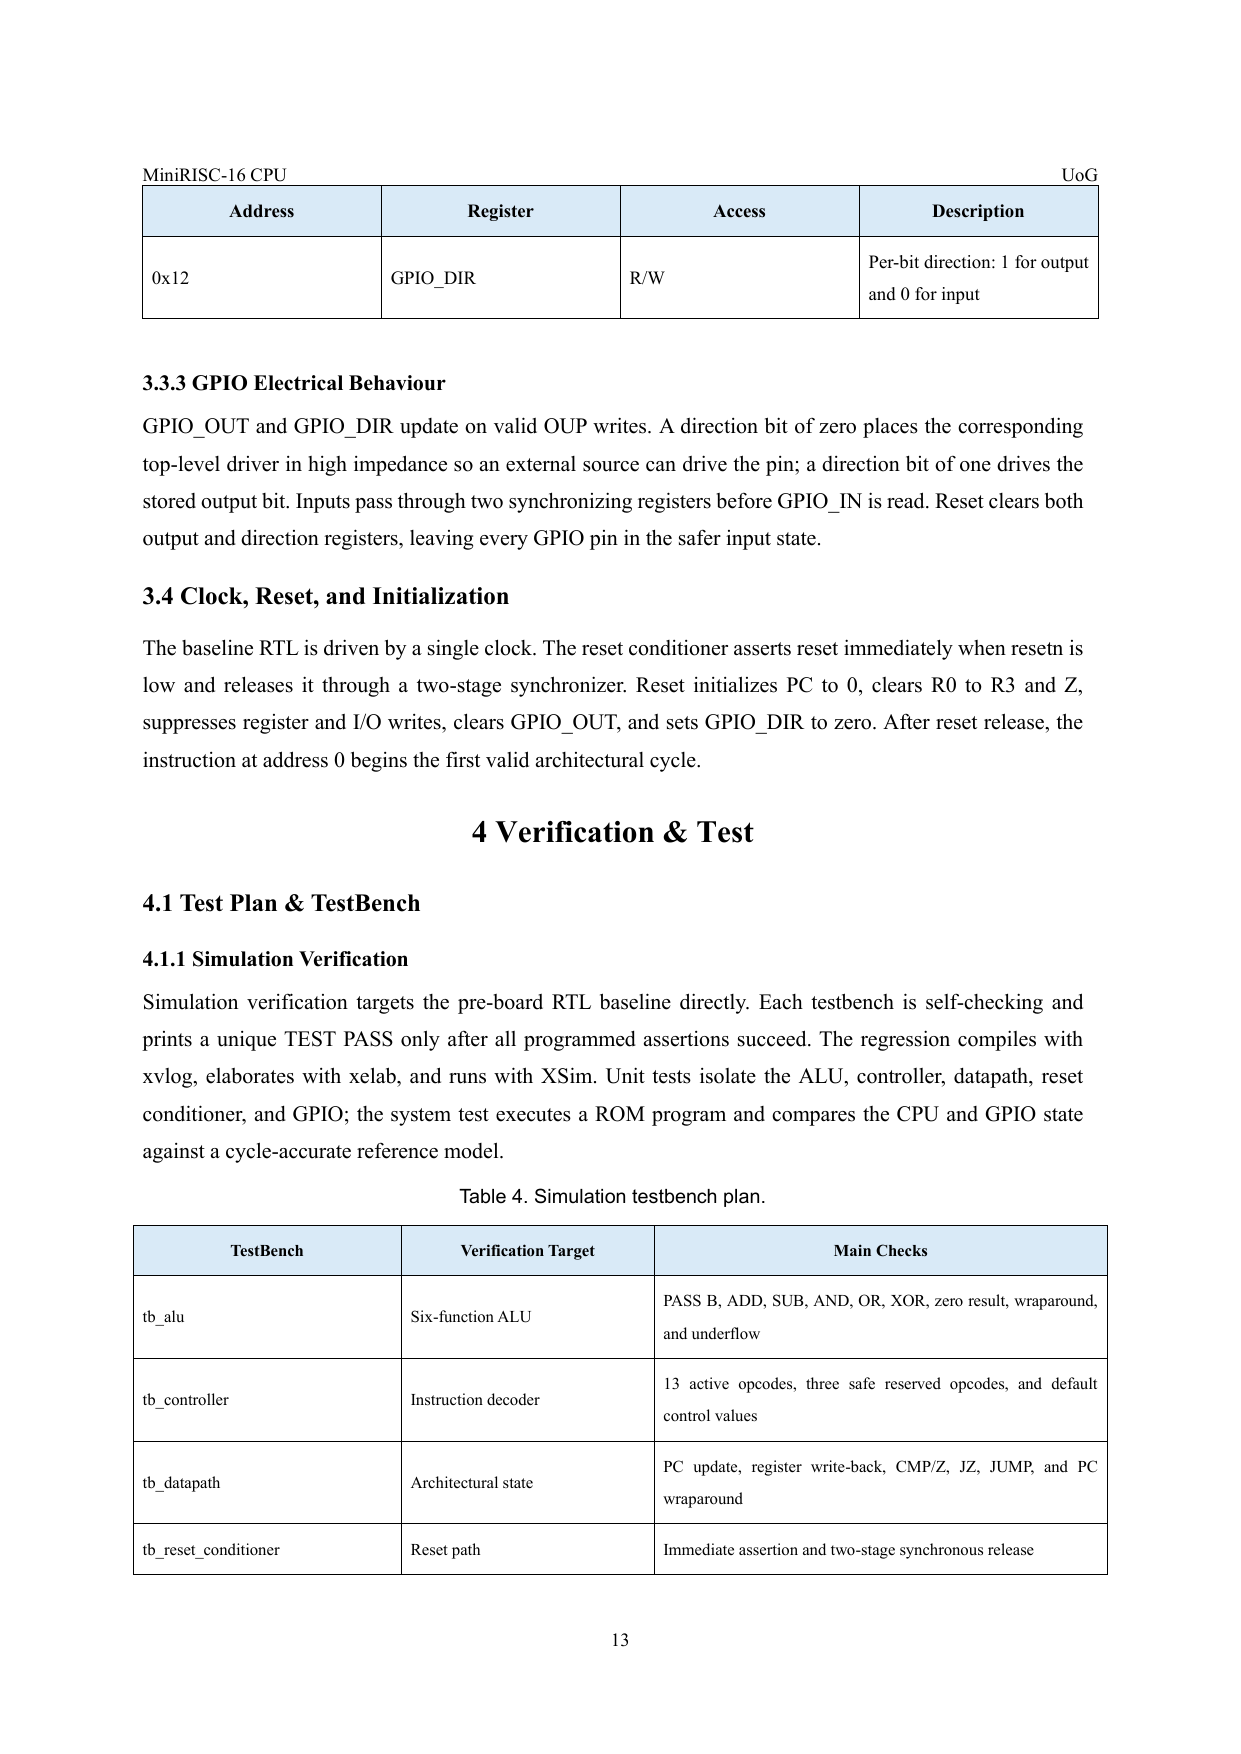 MiniRISC-16 CPU UoG
Address Register Access Description
0x12 GPIO_DIR R/W Per-bit direction: 1 for output
and 0 for input
3.3.3 GPIO Electrical Behaviour
GPIO_OUT and GPIO_DIR update on valid OUP writes. A direction bit of zero places the corresponding
top-level driver in high impedance so an external source can drive the pin; a direction bit of one drives the
stored output bit. Inputs pass through two synchronizing registers before GPIO_IN is read. Reset clears both
output and direction registers, leaving every GPIO pin in the safer input state.
3.4 Clock, Reset, and Initialization
The baseline RTL is driven by a single clock. The reset conditioner asserts reset immediately when resetn is
low and releases it through a two-stage synchronizer. Reset initializes PC to 0, clears R0 to R3 and Z,
suppresses register and I/O writes, clears GPIO_OUT, and sets GPIO_DIR to zero. After reset release, the
instruction at address 0 begins the first valid architectural cycle.
4 Verification & Test
4.1 Test Plan & TestBench
4.1.1 Simulation Verification
Simulation verification targets the pre-board RTL baseline directly. Each testbench is self-checking and
prints a unique TEST PASS only after all programmed assertions succeed. The regression compiles with
xvlog, elaborates with xelab, and runs with XSim. Unit tests isolate the ALU, controller, datapath, reset
conditioner, and GPIO; the system test executes a ROM program and compares the CPU and GPIO state
against a cycle-accurate reference model.
Table 4. Simulation testbench plan.
TestBench Verification Target Main Checks
tb_alu Six-function ALU PASS B, ADD, SUB, AND, OR, XOR, zero result, wraparound,
and underflow
tb_controller Instruction decoder 13 active opcodes, three safe reserved opcodes, and default
control values
tb_datapath Architectural state PC update, register write-back, CMP/Z, JZ, JUMP, and PC
wraparound
tb_reset_conditioner Reset path Immediate assertion and two-stage synchronous release
13